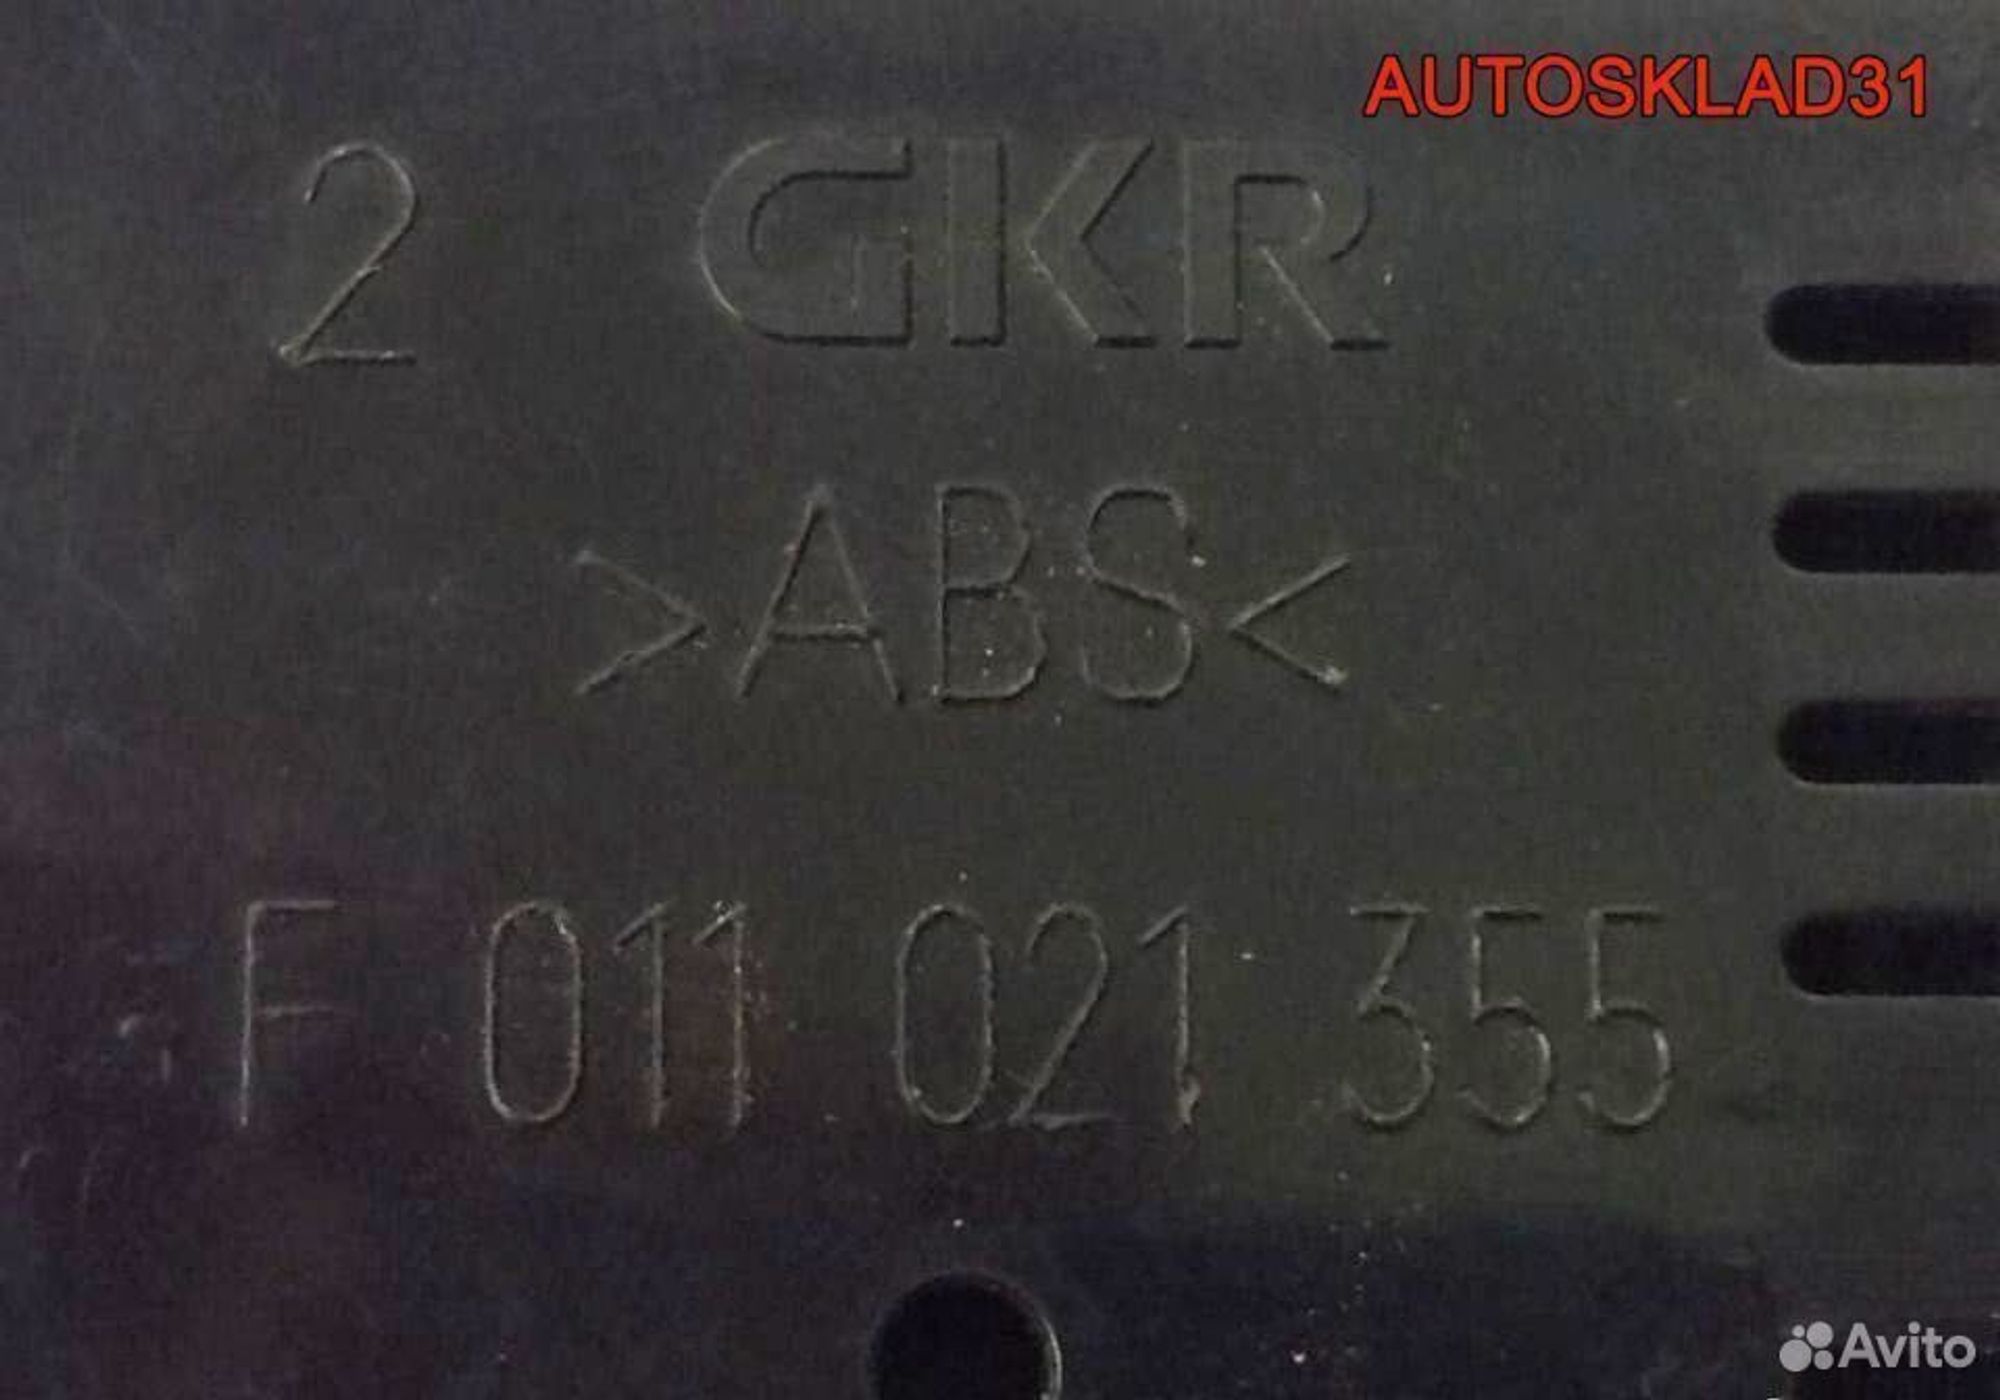 AUTOSKLAD31
2 GKR
>ABS<
F 011 021 355
Avito